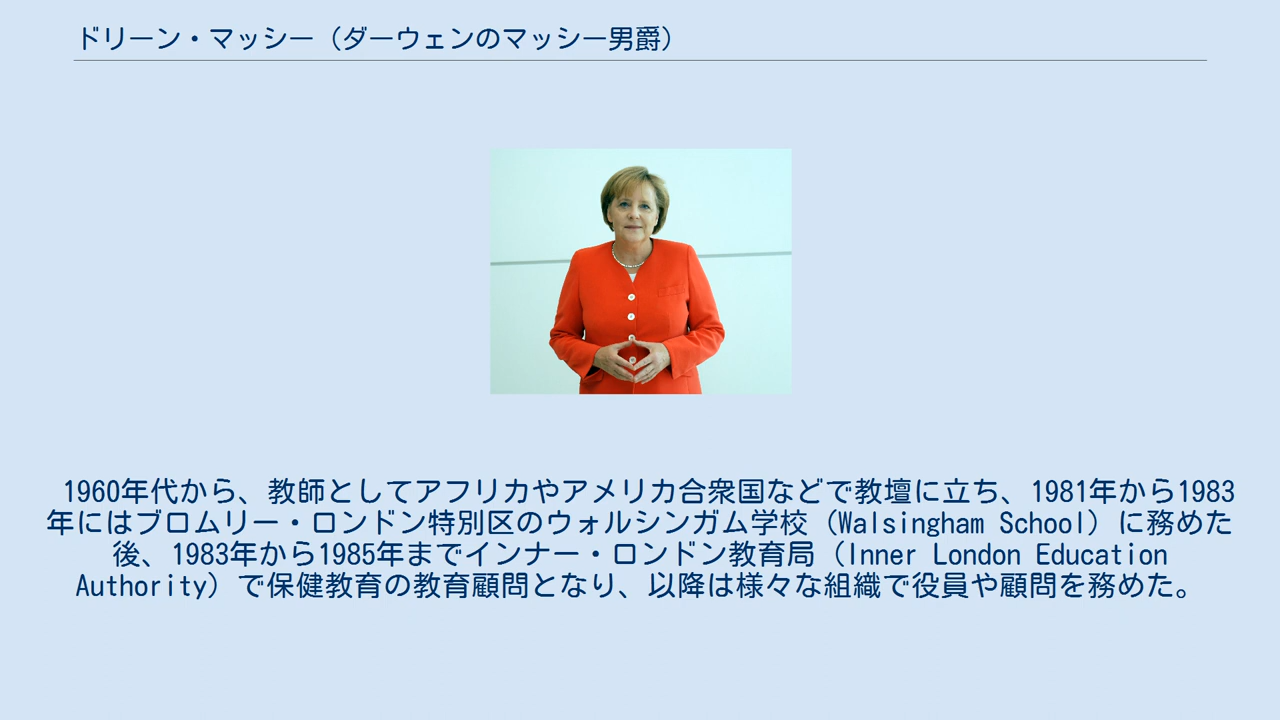 ドリーン・マッシー（ダーウェンのマッシー男爵）
1960年代から、教師としてアフリカやアメリカ合衆国などで教壇に立ち、1981年から1983
年にはブロムリー・ロンドン特別区のウォルシンガム学校（Walsingham School）に務めた
後、1983年から1985年までインナー・ロンドン教育局（Inner London Education
Authority）で保健教育の教育顧問となり、以降は様々な組織で役員や顧問を務めた。